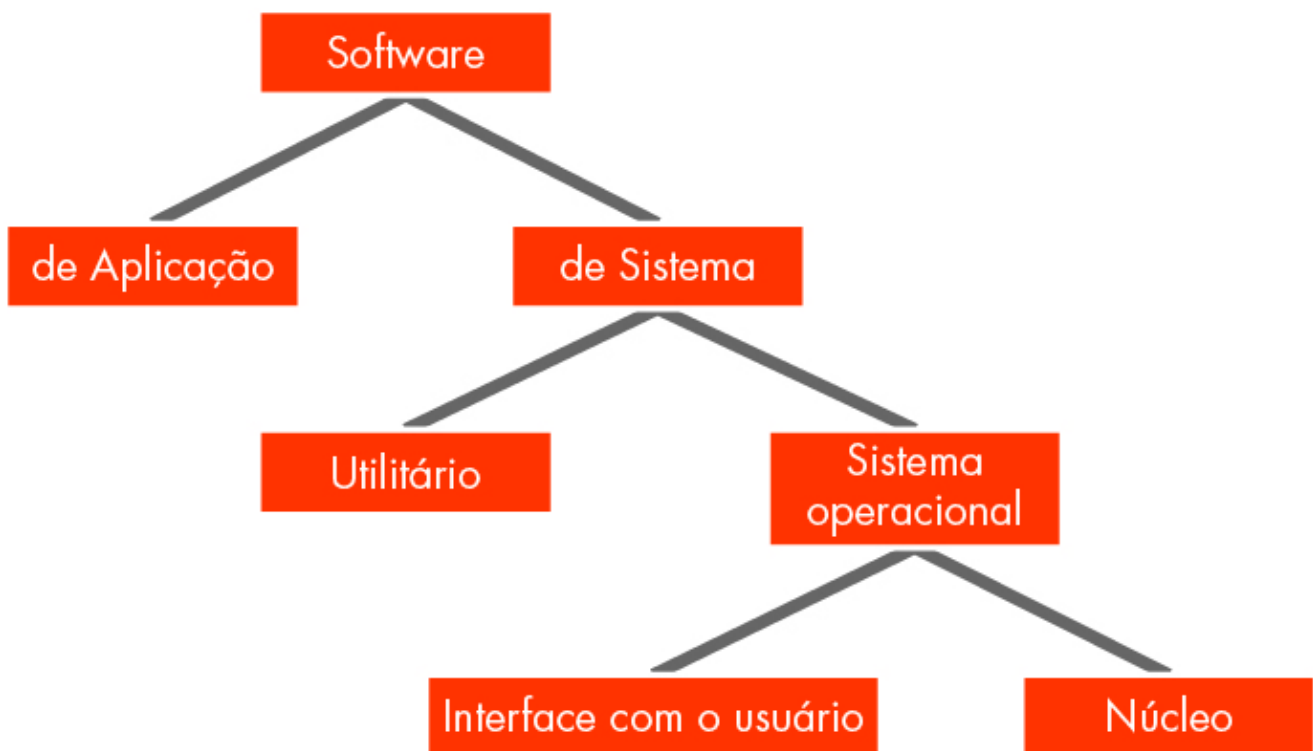 Software
de Aplicação
de Sistema
Utilitário
Sistema
operacional
Interface com o usuário
Núcleo